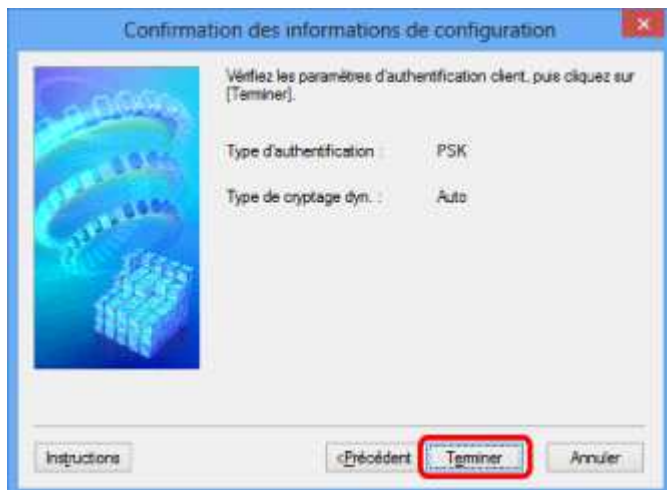 Confirmation des informations de configuration
Vérifiez les paramètres d'authentification client, puis cliquez sur
[Terminer].
Type d'authentification : PSK
Type de cryptage dyn. : Auto
Instructions <Précédent Terminer Annuler